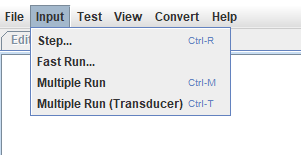 File Input Test View Convert Help
Step... Ctrl-R
Fast Run...
Multiple Run Ctrl-M
Multiple Run (Transducer) Ctrl-T